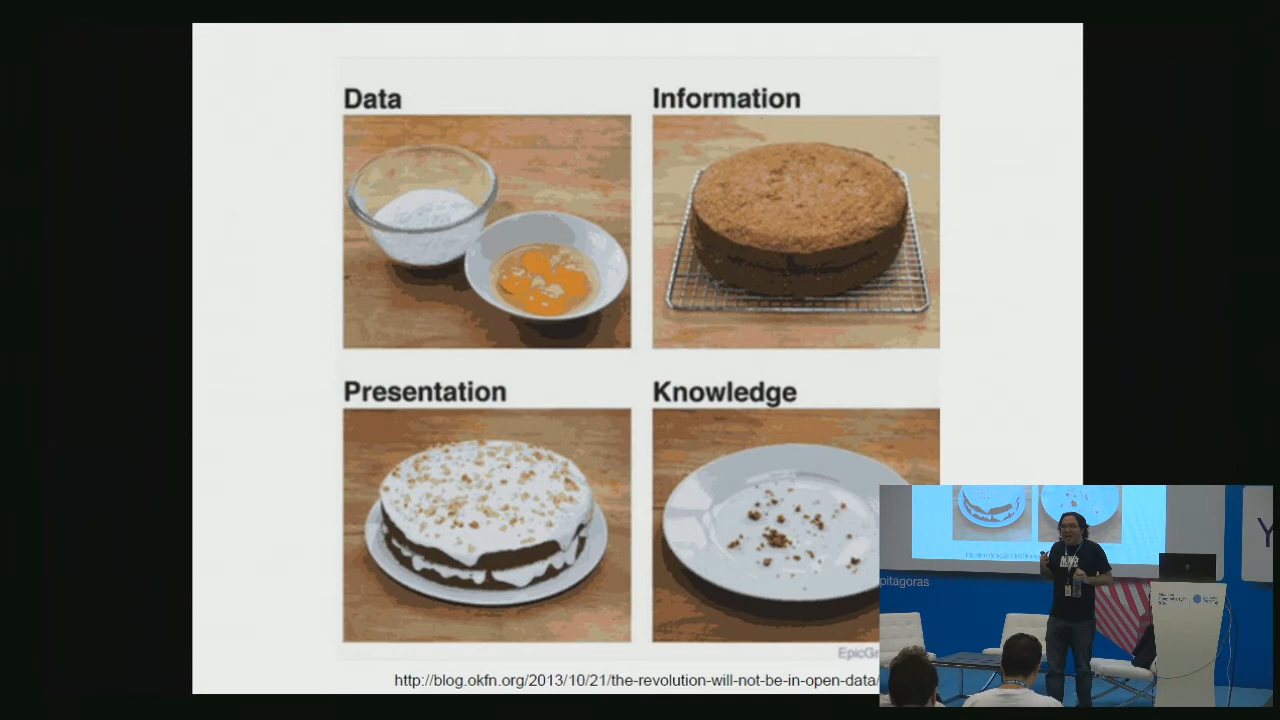 Data
Information
Presentation
Knowledge
http://blog.okfn.org/2013/10/21/the-revolution-will-not-be-in-open-data/
pitagoras
Y